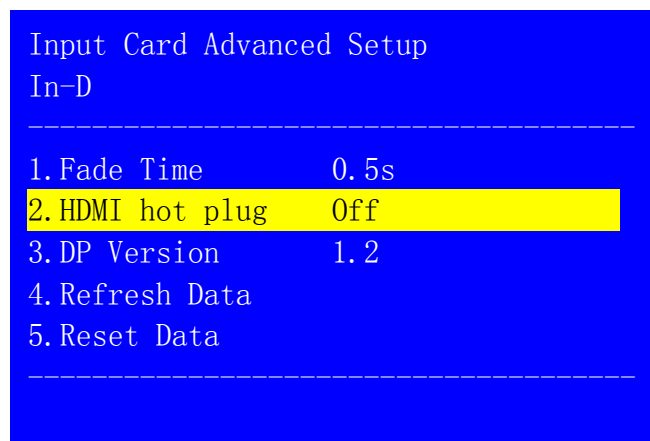 Input Card Advanced Setup
In-D
--------------------------------------
1.Fade Time 0.5s
2.HDMI hot plug Off
3.DP Version 1.2
4.Refresh Data
5.Reset Data
--------------------------------------